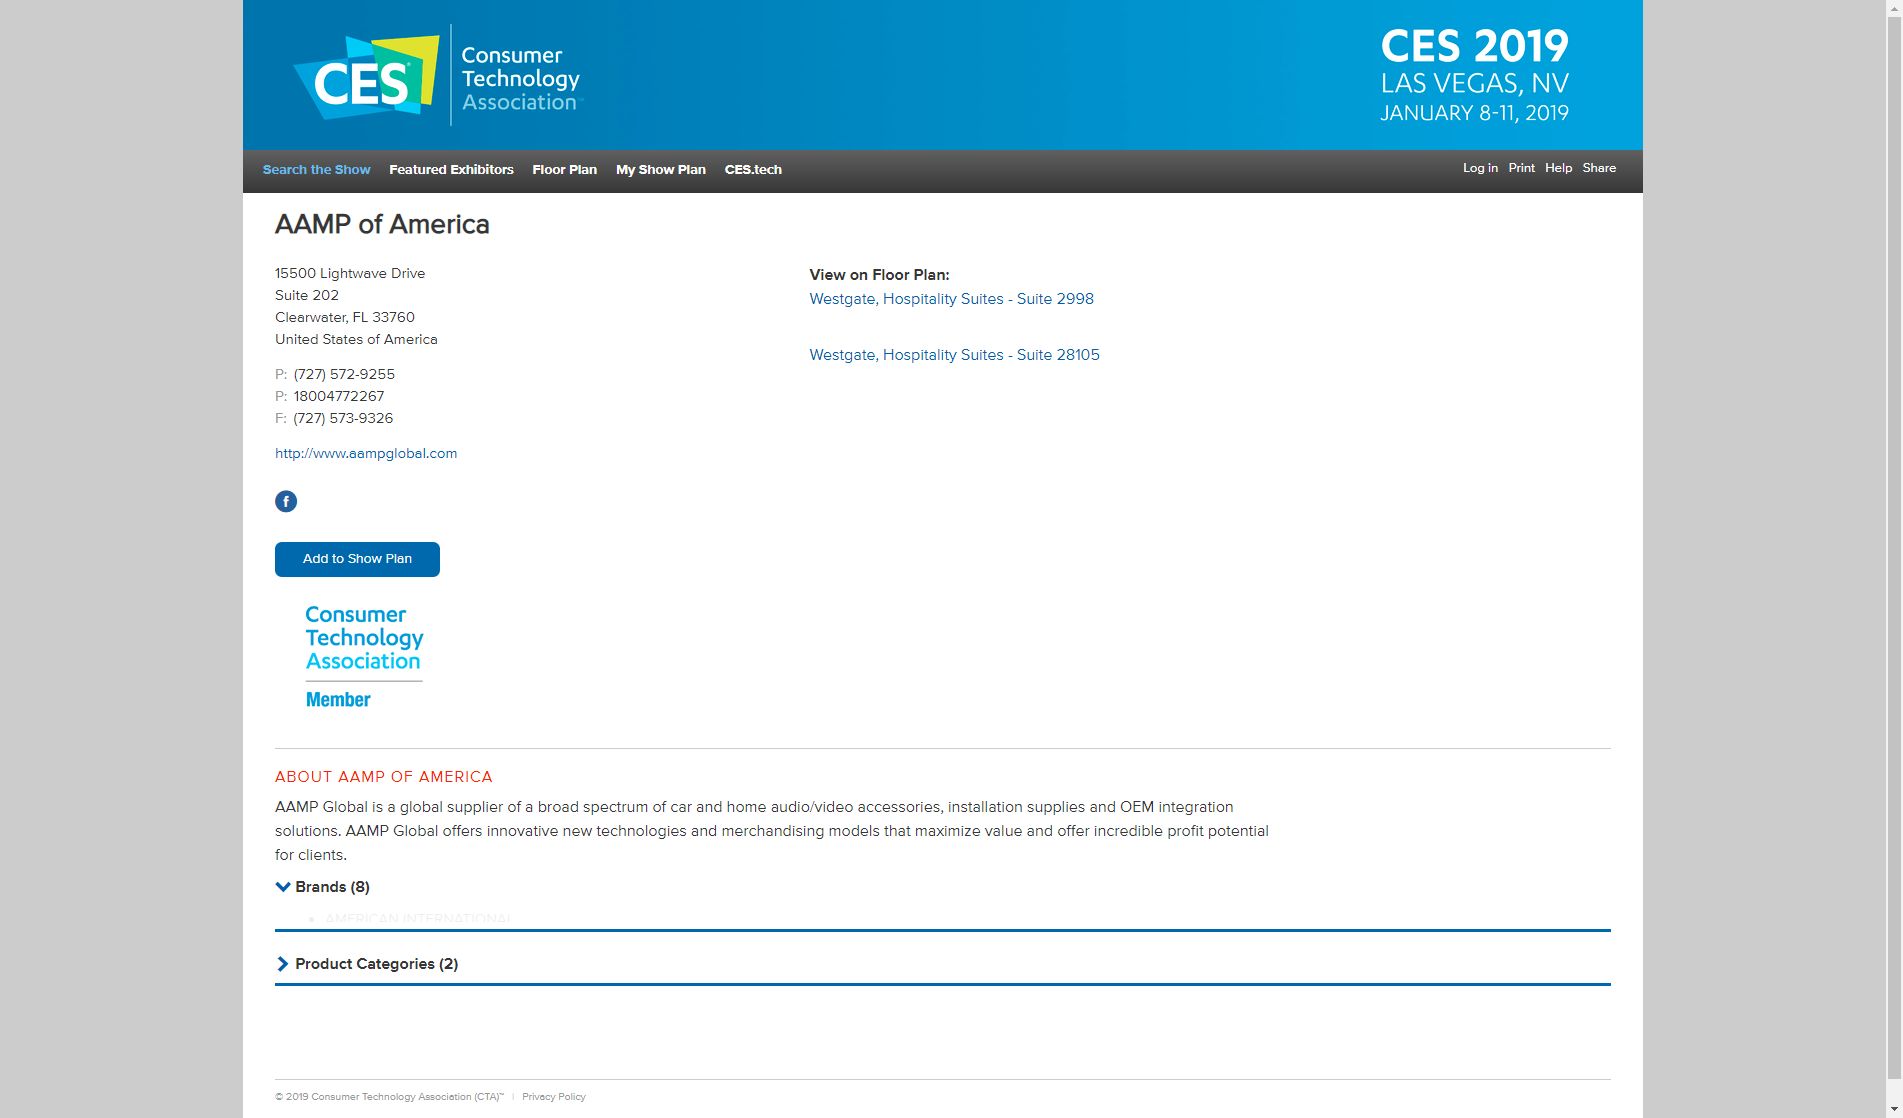 CES
Consumer
Technology
Association
CES 2019
LAS VEGAS, NV
JANUARY 8-11, 2019
Search the Show Featured Exhibitors Floor Plan My Show Plan CES.tech Log in Print Help Share
AAMP of America
15500 Lightwave Drive
Suite 202
Clearwater, FL 33760
United States of America
P: (727) 572-9255
P: 18004772267
F: (727) 573-9326
http://www.aampglobal.com
f
Add to Show Plan
Consumer
Technology
Association
Member
View on Floor Plan:
Westgate, Hospitality Suites - Suite 2998
Westgate, Hospitality Suites - Suite 28105
ABOUT AAMP OF AMERICA
AAMP Global is a global supplier of a broad spectrum of car and home audio/video accessories, installation supplies and OEM integration
solutions. AAMP Global offers innovative new technologies and merchandising models that maximize value and offer incredible profit potential
for clients.
Brands (8)
• AMERICAN INTERNATIONAL
Product Categories (2)
© 2019 Consumer Technology Association (CTA)™ | Privacy Policy